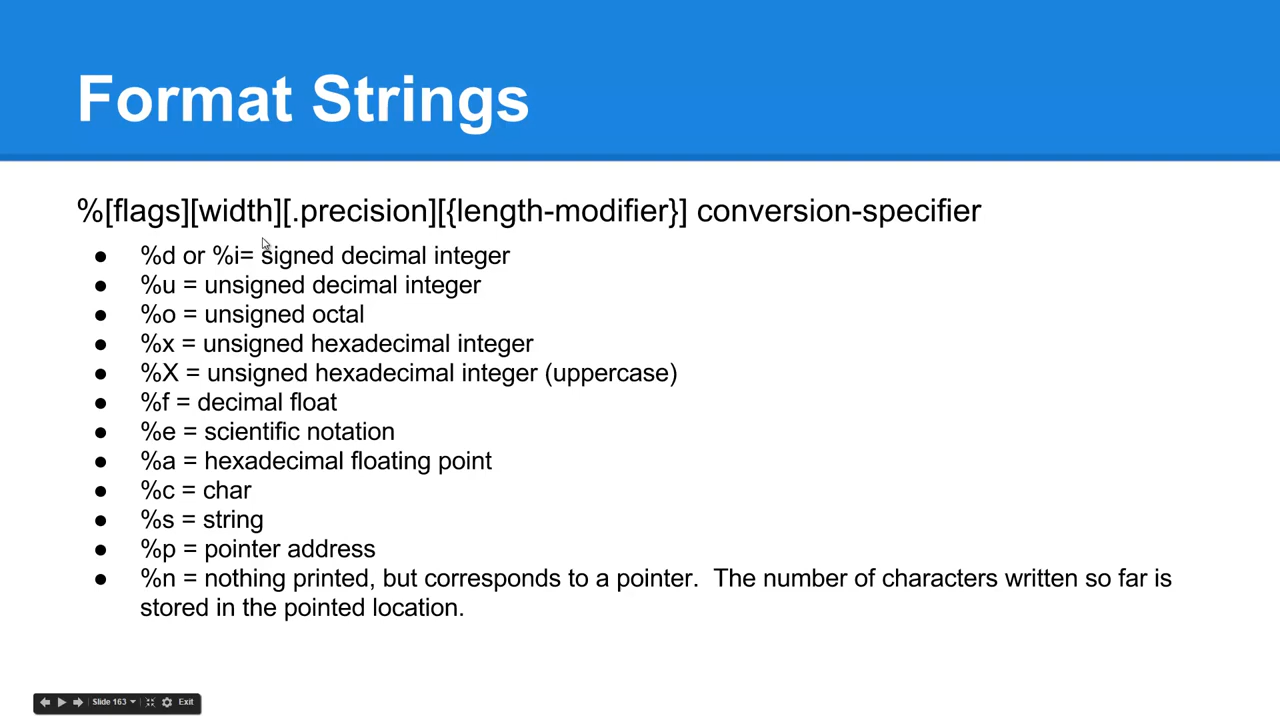 Format Strings
%[flags][width][.precision][{length-modifier}] conversion-specifier
● %d or %i= signed decimal integer
● %u = unsigned decimal integer
● %o = unsigned octal
● %x = unsigned hexadecimal integer
● %X = unsigned hexadecimal integer (uppercase)
● %f = decimal float
● %e = scientific notation
● %a = hexadecimal floating point
● %c = char
● %s = string
● %p = pointer address
● %n = nothing printed, but corresponds to a pointer.  The number of characters written so far is
stored in the pointed location.
Slide 163 Exit